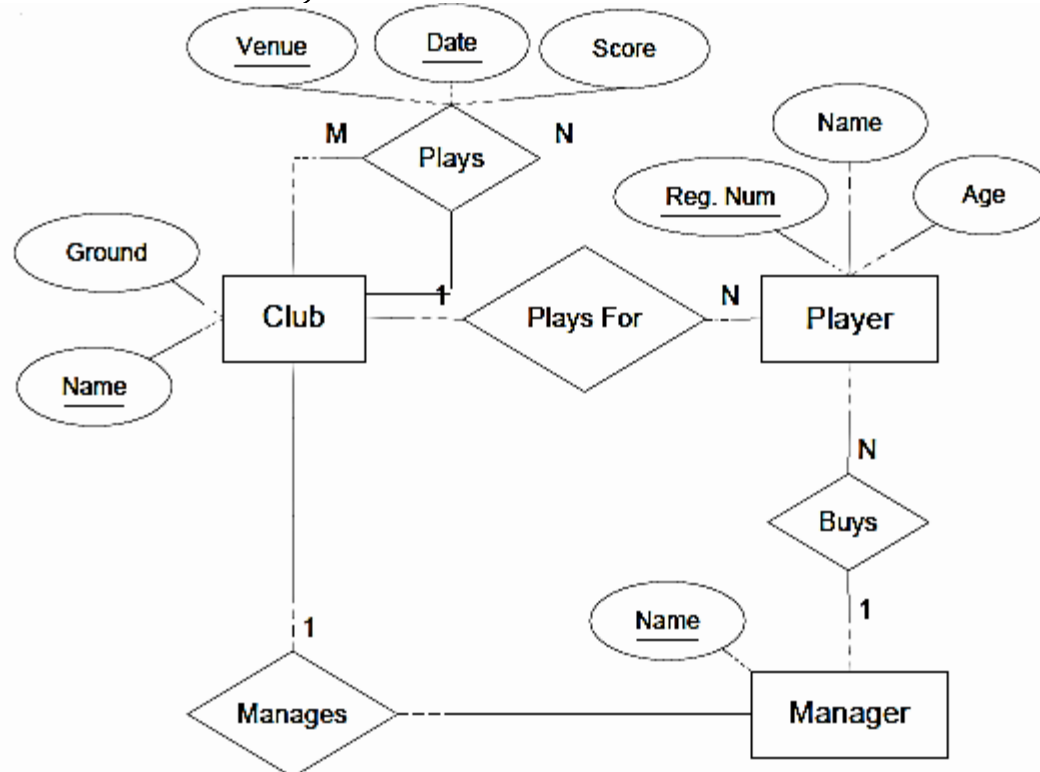 Venue
Date
Score
M
N
Plays
Name
Reg. Num
Age
Ground
Club
1
Plays For
N
Player
Name
N
Buys
1
Name
1
Manages
Manager